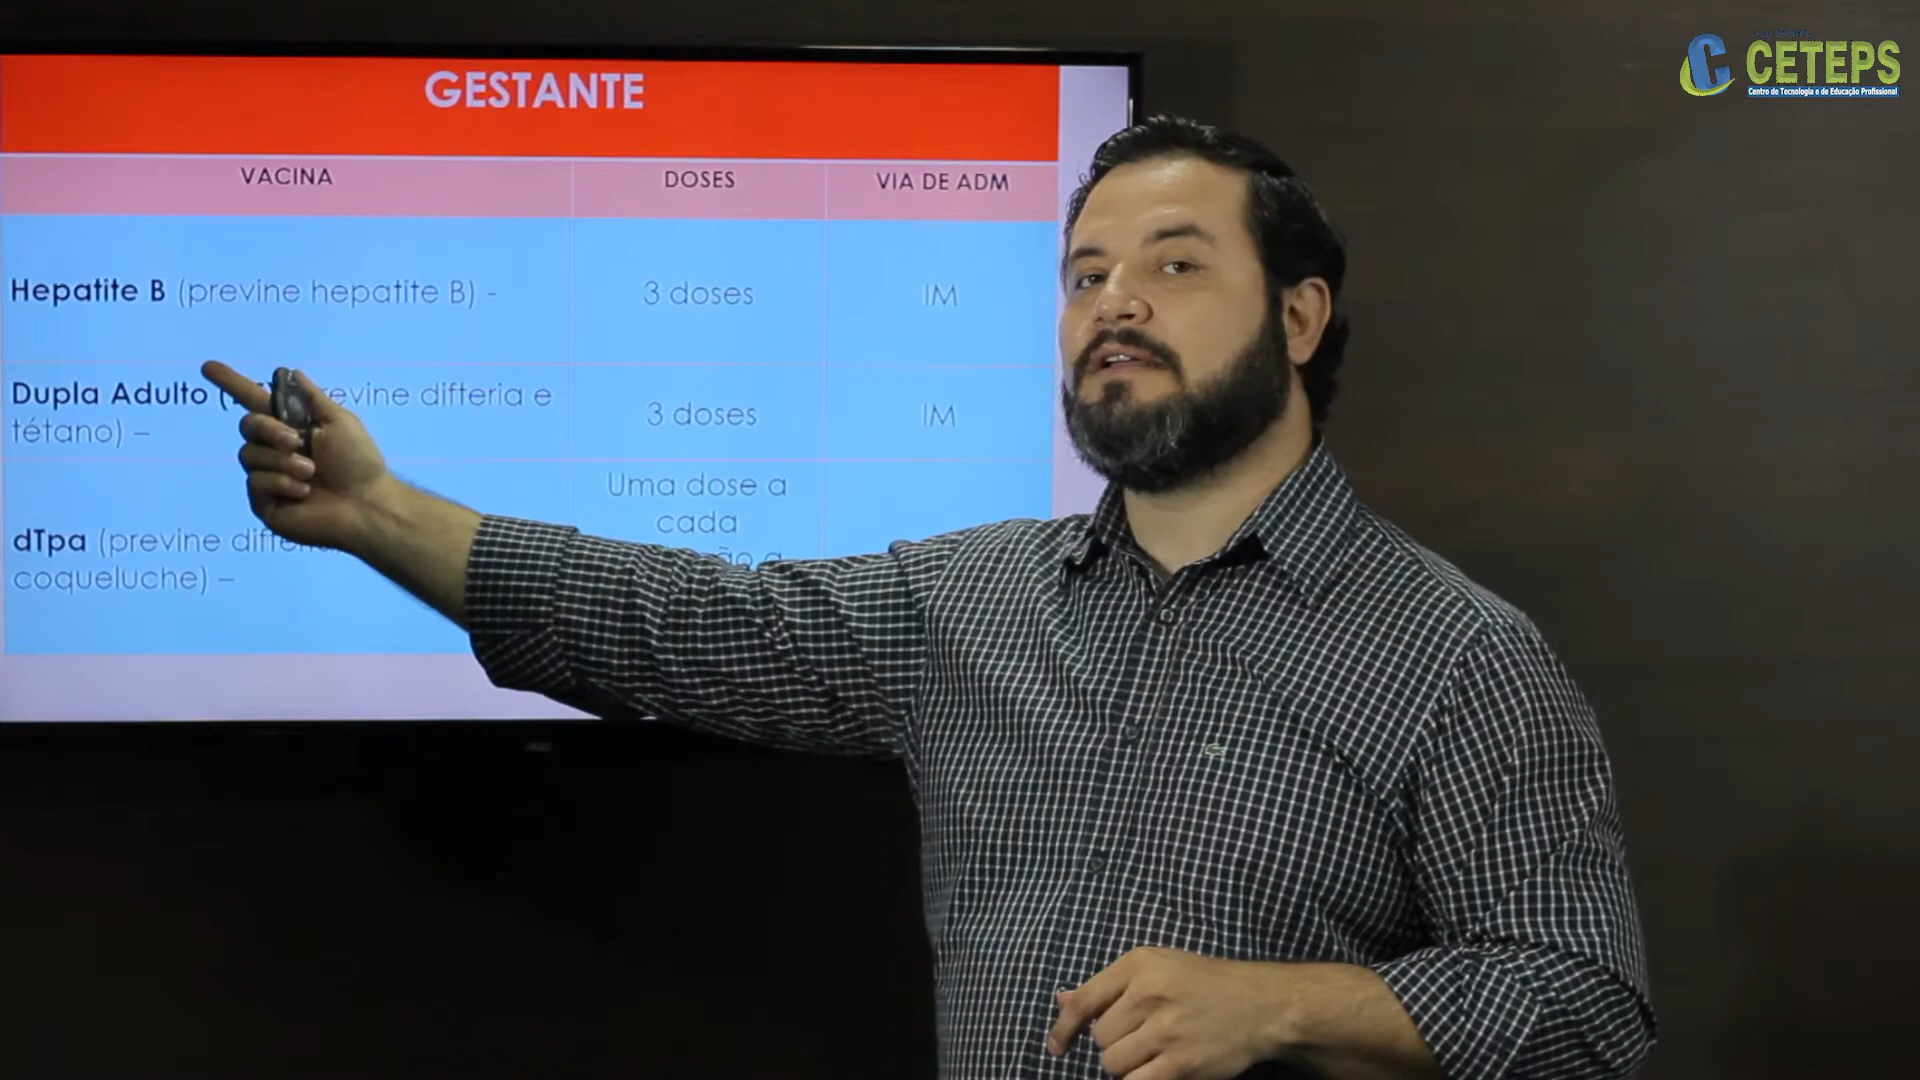 CETEPS
Centro de Tecnologia e de Educação Profissional
GESTANTE
VACINA DOSES VIA DE ADM
Hepatite B (previne hepatite B) - 3 doses IM
Dupla Adulto ( previne difteria e
tétano) – 3 doses IM
Uma dose a
cada
dTpa (previne
coqueluche) –